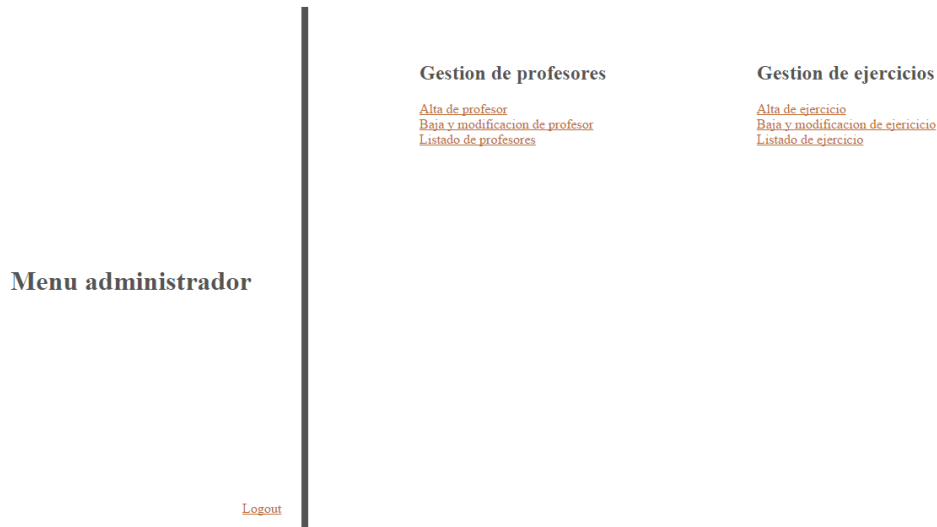 Menu administrador
Logout
Gestion de profesores
Alta de profesor
Baja y modificacion de profesor
Listado de profesores
Gestion de ejercicios
Alta de ejercicio
Baja y modificacion de ejericicio
Listado de ejercicio